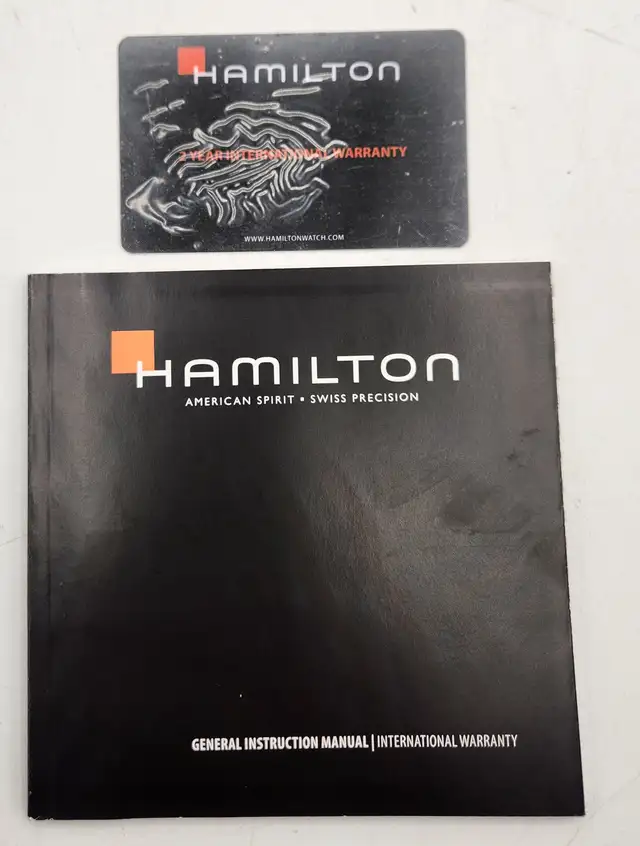 HAMILTON
2 YEAR INTERNATIONAL WARRANTY
WWW.HAMILTONWATCH.COM
HAMILTON
AMERICAN SPIRIT ▪ SWISS PRECISION
GENERAL INSTRUCTION MANUAL | INTERNATIONAL WARRANTY